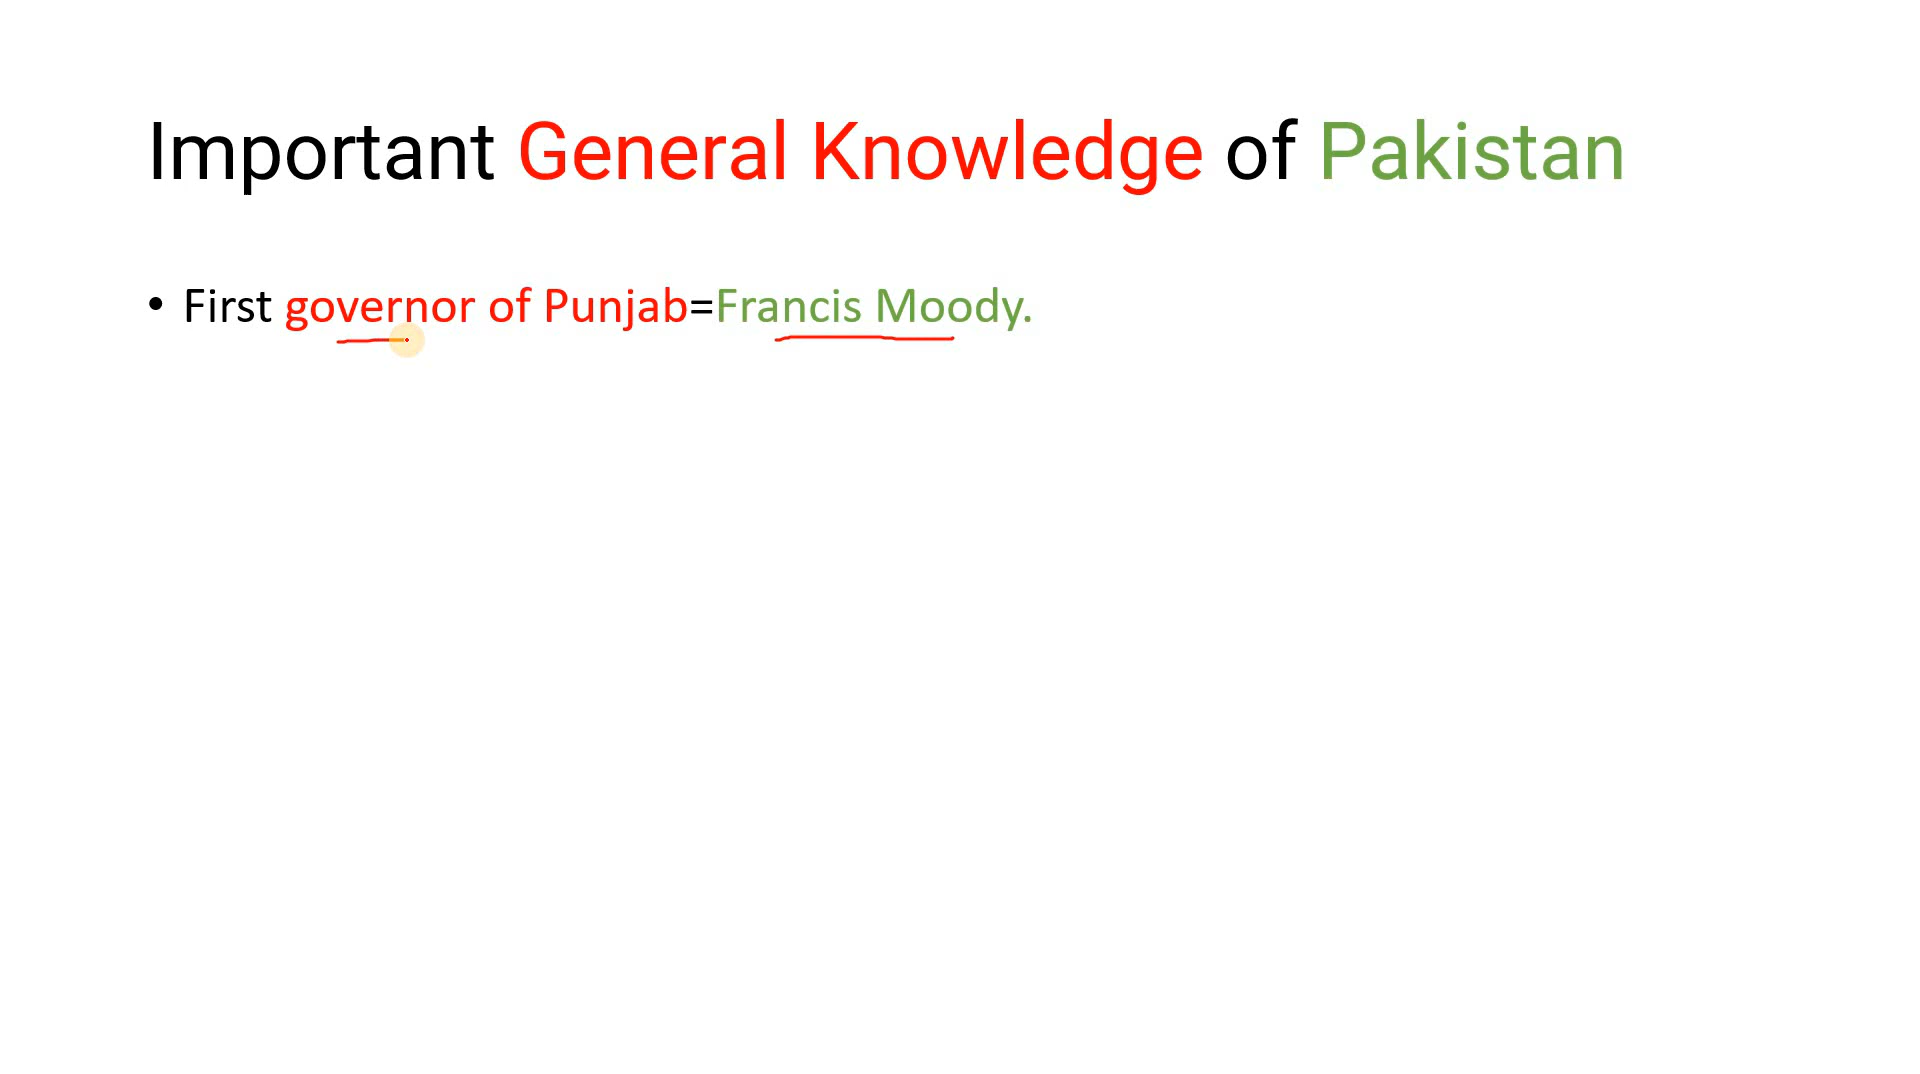 Important General Knowledge of Pakistan
• First governor of Punjab=Francis Moody.